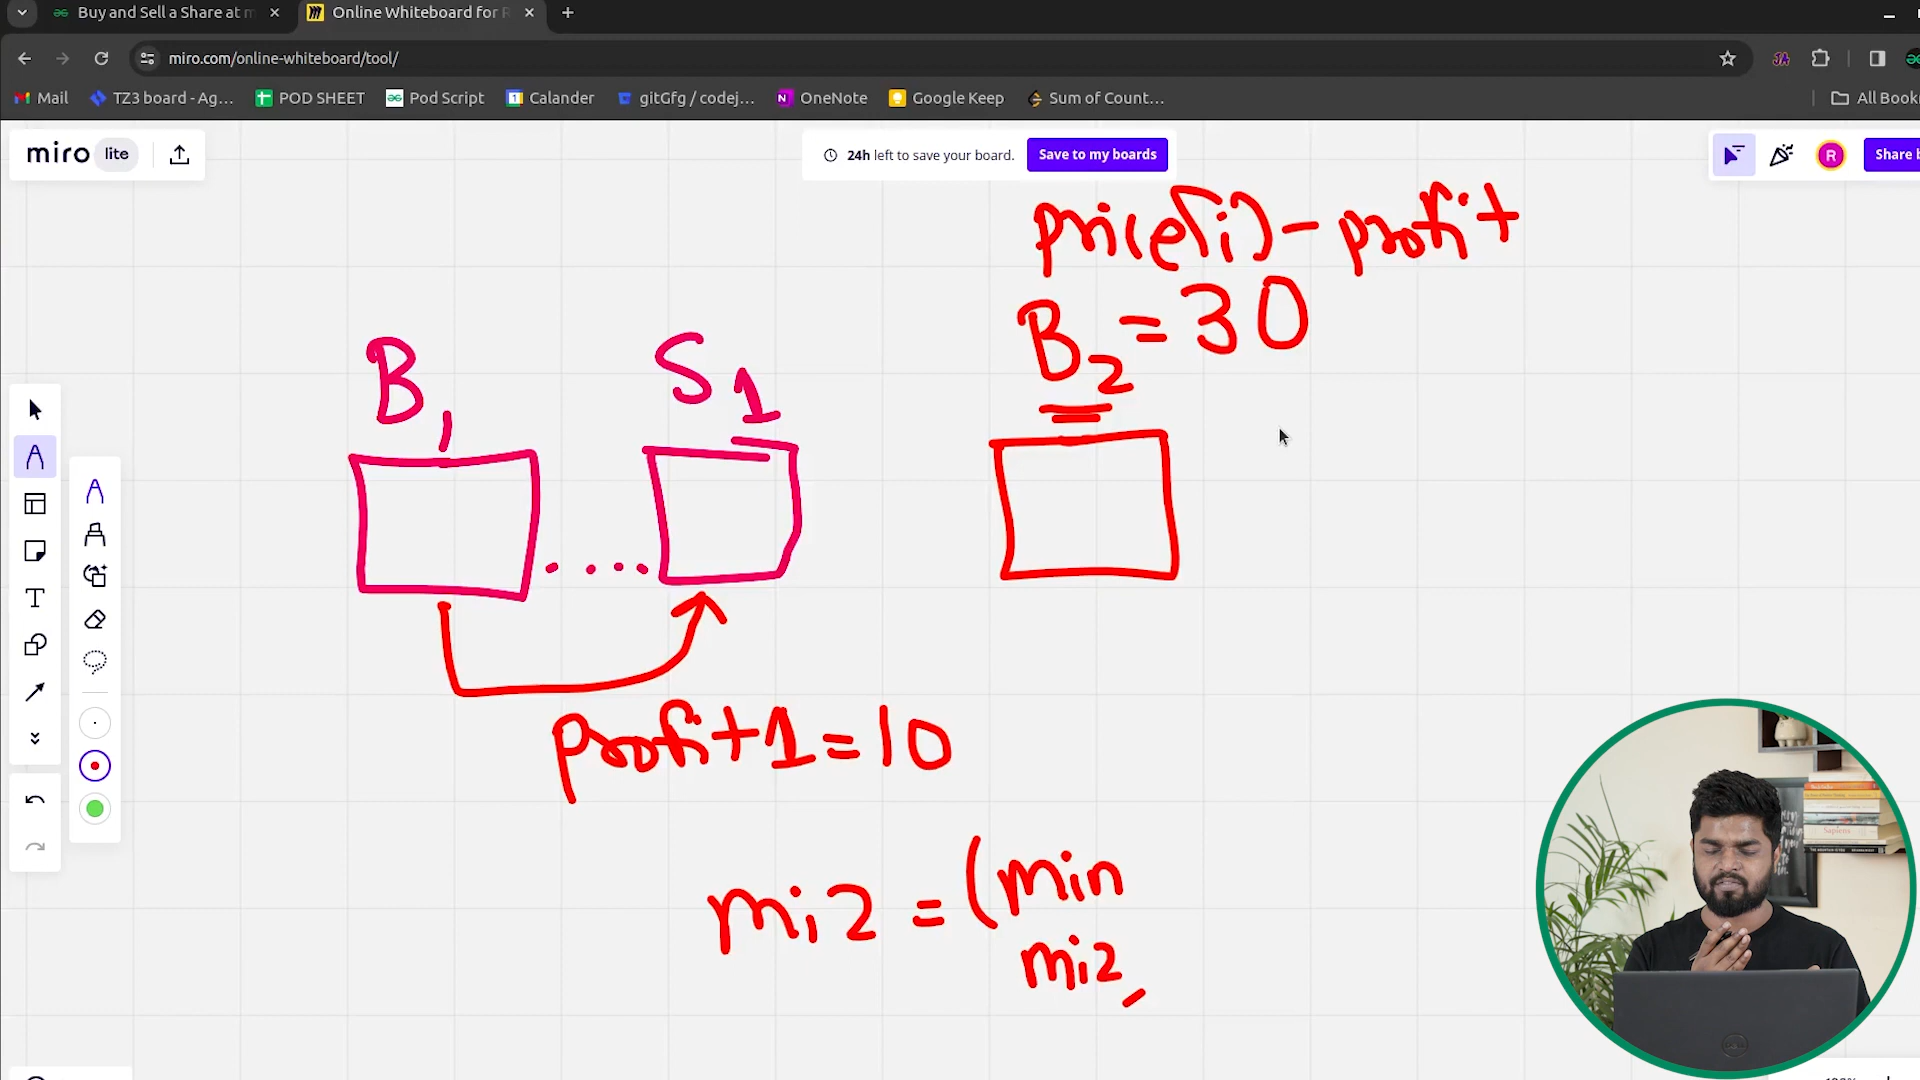 Buy and Sell a Share at m
Online Whiteboard for R
miro.com/online-whiteboard/tool/
Mail
TZ3 board - Ag...
POD SHEET
Pod Script
Calander
gitGfg / codej...
OneNote
Google Keep
Sum of Count...
All Book
miro lite
24h left to save your board.
Save to my boards
R
Share b
price[i] - profit
B2 = 30
B1
S1
profit1 = 10
mi2 = (min
mi2,